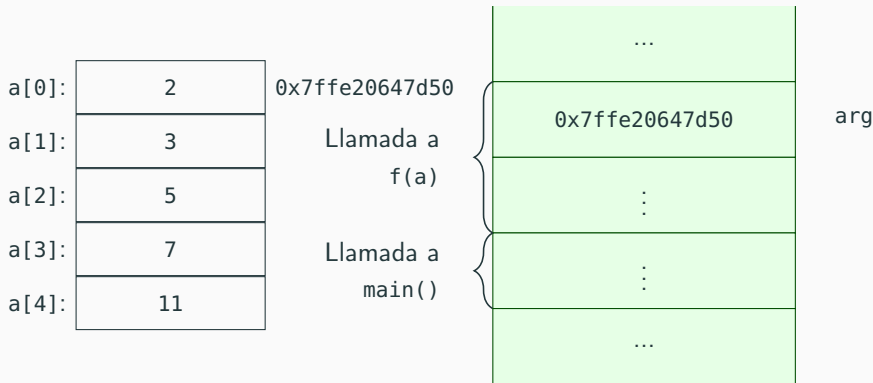 a[0]: 2 0x7ffe20647d50
a[1]: 3
a[2]: 5
a[3]: 7
a[4]: 11
Llamada a
f(a)
Llamada a
main()
...
0x7ffe20647d50 arg
⋮
⋮
...